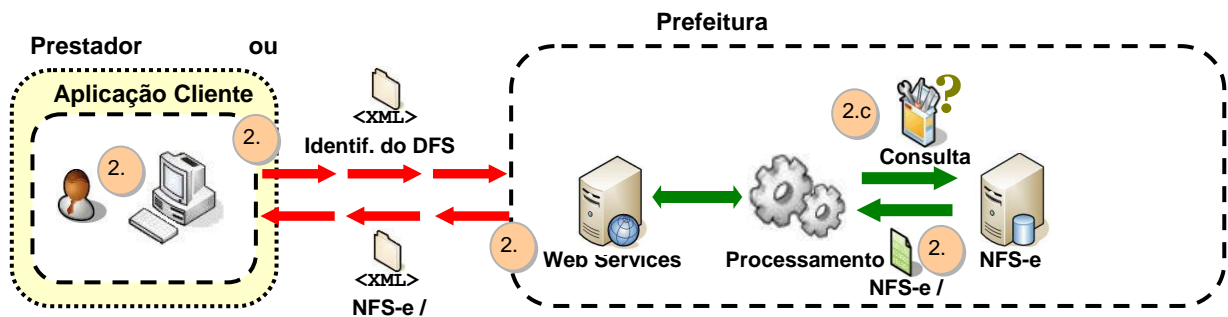 Prefeitura
Prestador ou
Aplicação Cliente
2.
2.
<XML>
Identif. do DFS
<XML>
NFS-e /
2.
Web Services
Processamento
2.c
?
Consulta
2.
NFS-e /
NFS-e